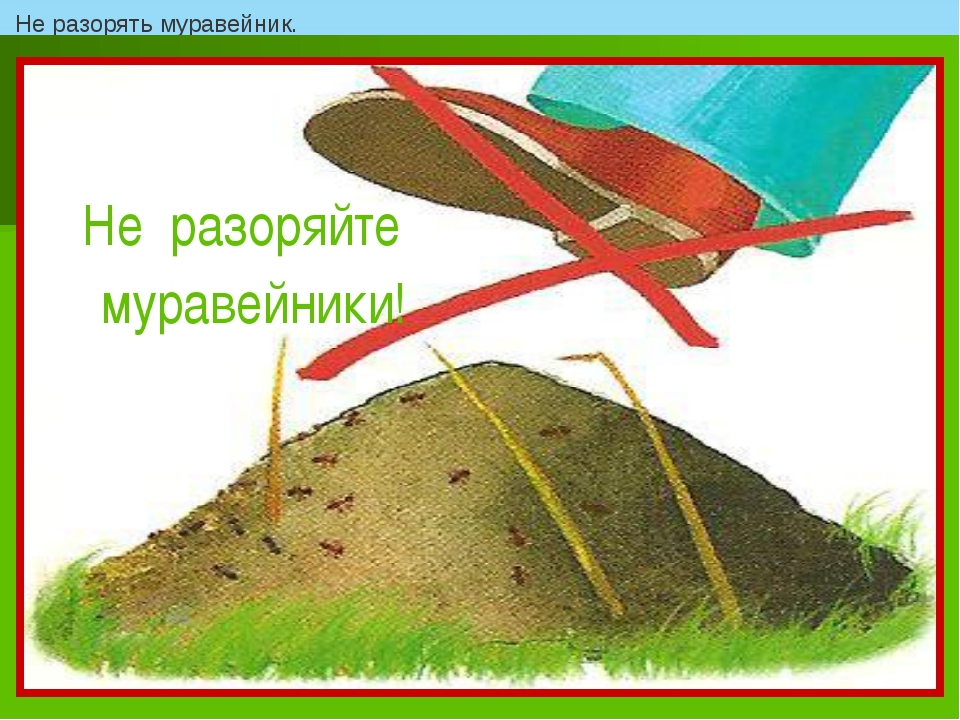 Не разорять муравейник.
Не разоряйте
муравейники!